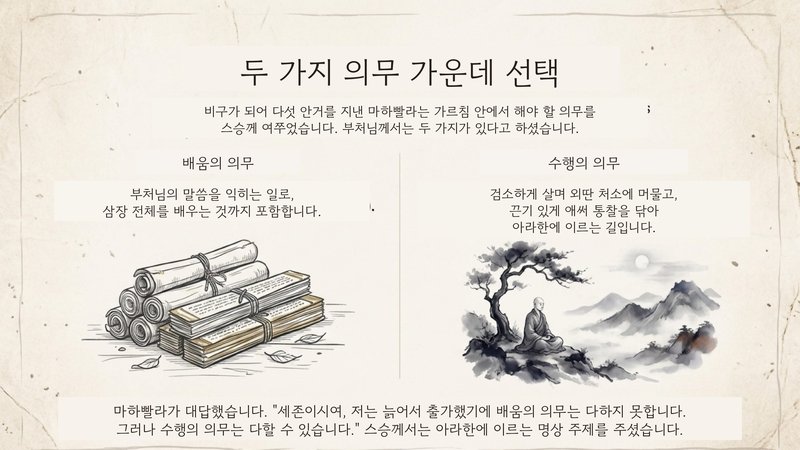 두 가지 의무 가운데 선택
비구가 되어 다섯 안거를 지낸 마하빨라는 가르침 안에서 해야 할 의무를
스승께 여쭈었습니다. 부처님께서는 두 가지가 있다고 하셨습니다.
배움의 의무
부처님의 말씀을 익히는 일로,
삼장 전체를 배우는 것까지 포함합니다.
수행의 의무
검소하게 살며 외딴 처소에 머물고,
끈기 있게 애써 통찰을 닦아
아라한에 이르는 길입니다.
마하빨라가 대답했습니다. "세존이시여, 저는 늙어서 출가했기에 배움의 의무는 다하지 못합니다.
그러나 수행의 의무는 다할 수 있습니다." 스승께서는 아라한에 이르는 명상 주제를 주셨습니다.